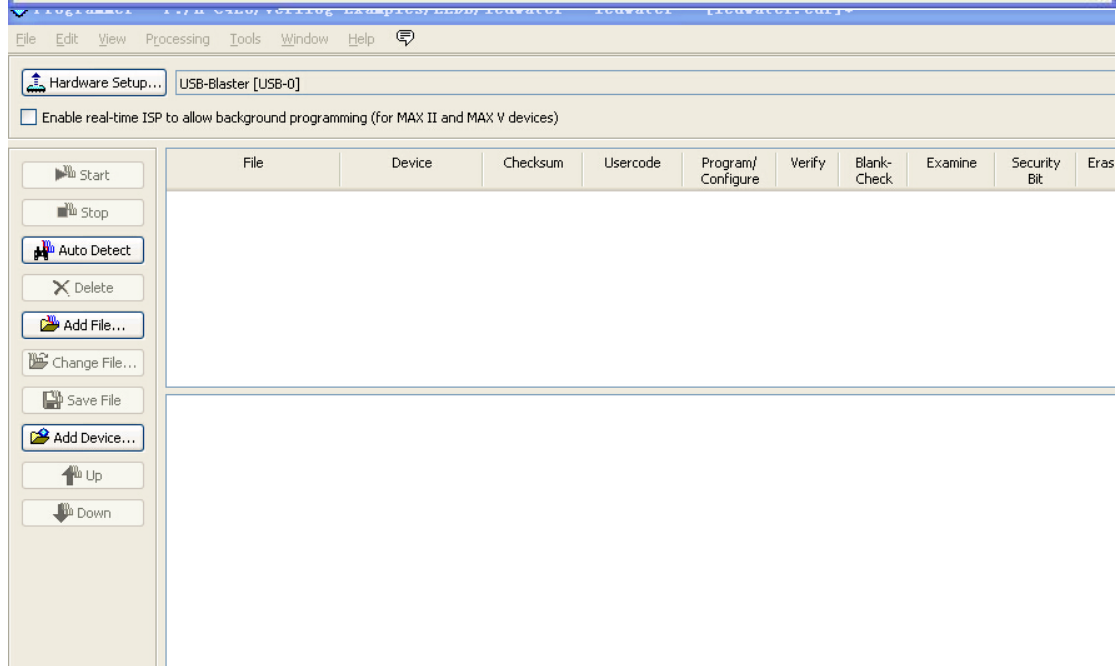 File Edit View Processing Tools Window Help
Hardware Setup... USB-Blaster [USB-0]
Enable real-time ISP to allow background programming (for MAX II and MAX V devices)
File Device Checksum Usercode Program/ Verify Blank- Examine Security Eras
Configure Check Bit
Start
Stop
Auto Detect
Delete
Add File...
Change File...
Save File
Add Device...
Up
Down